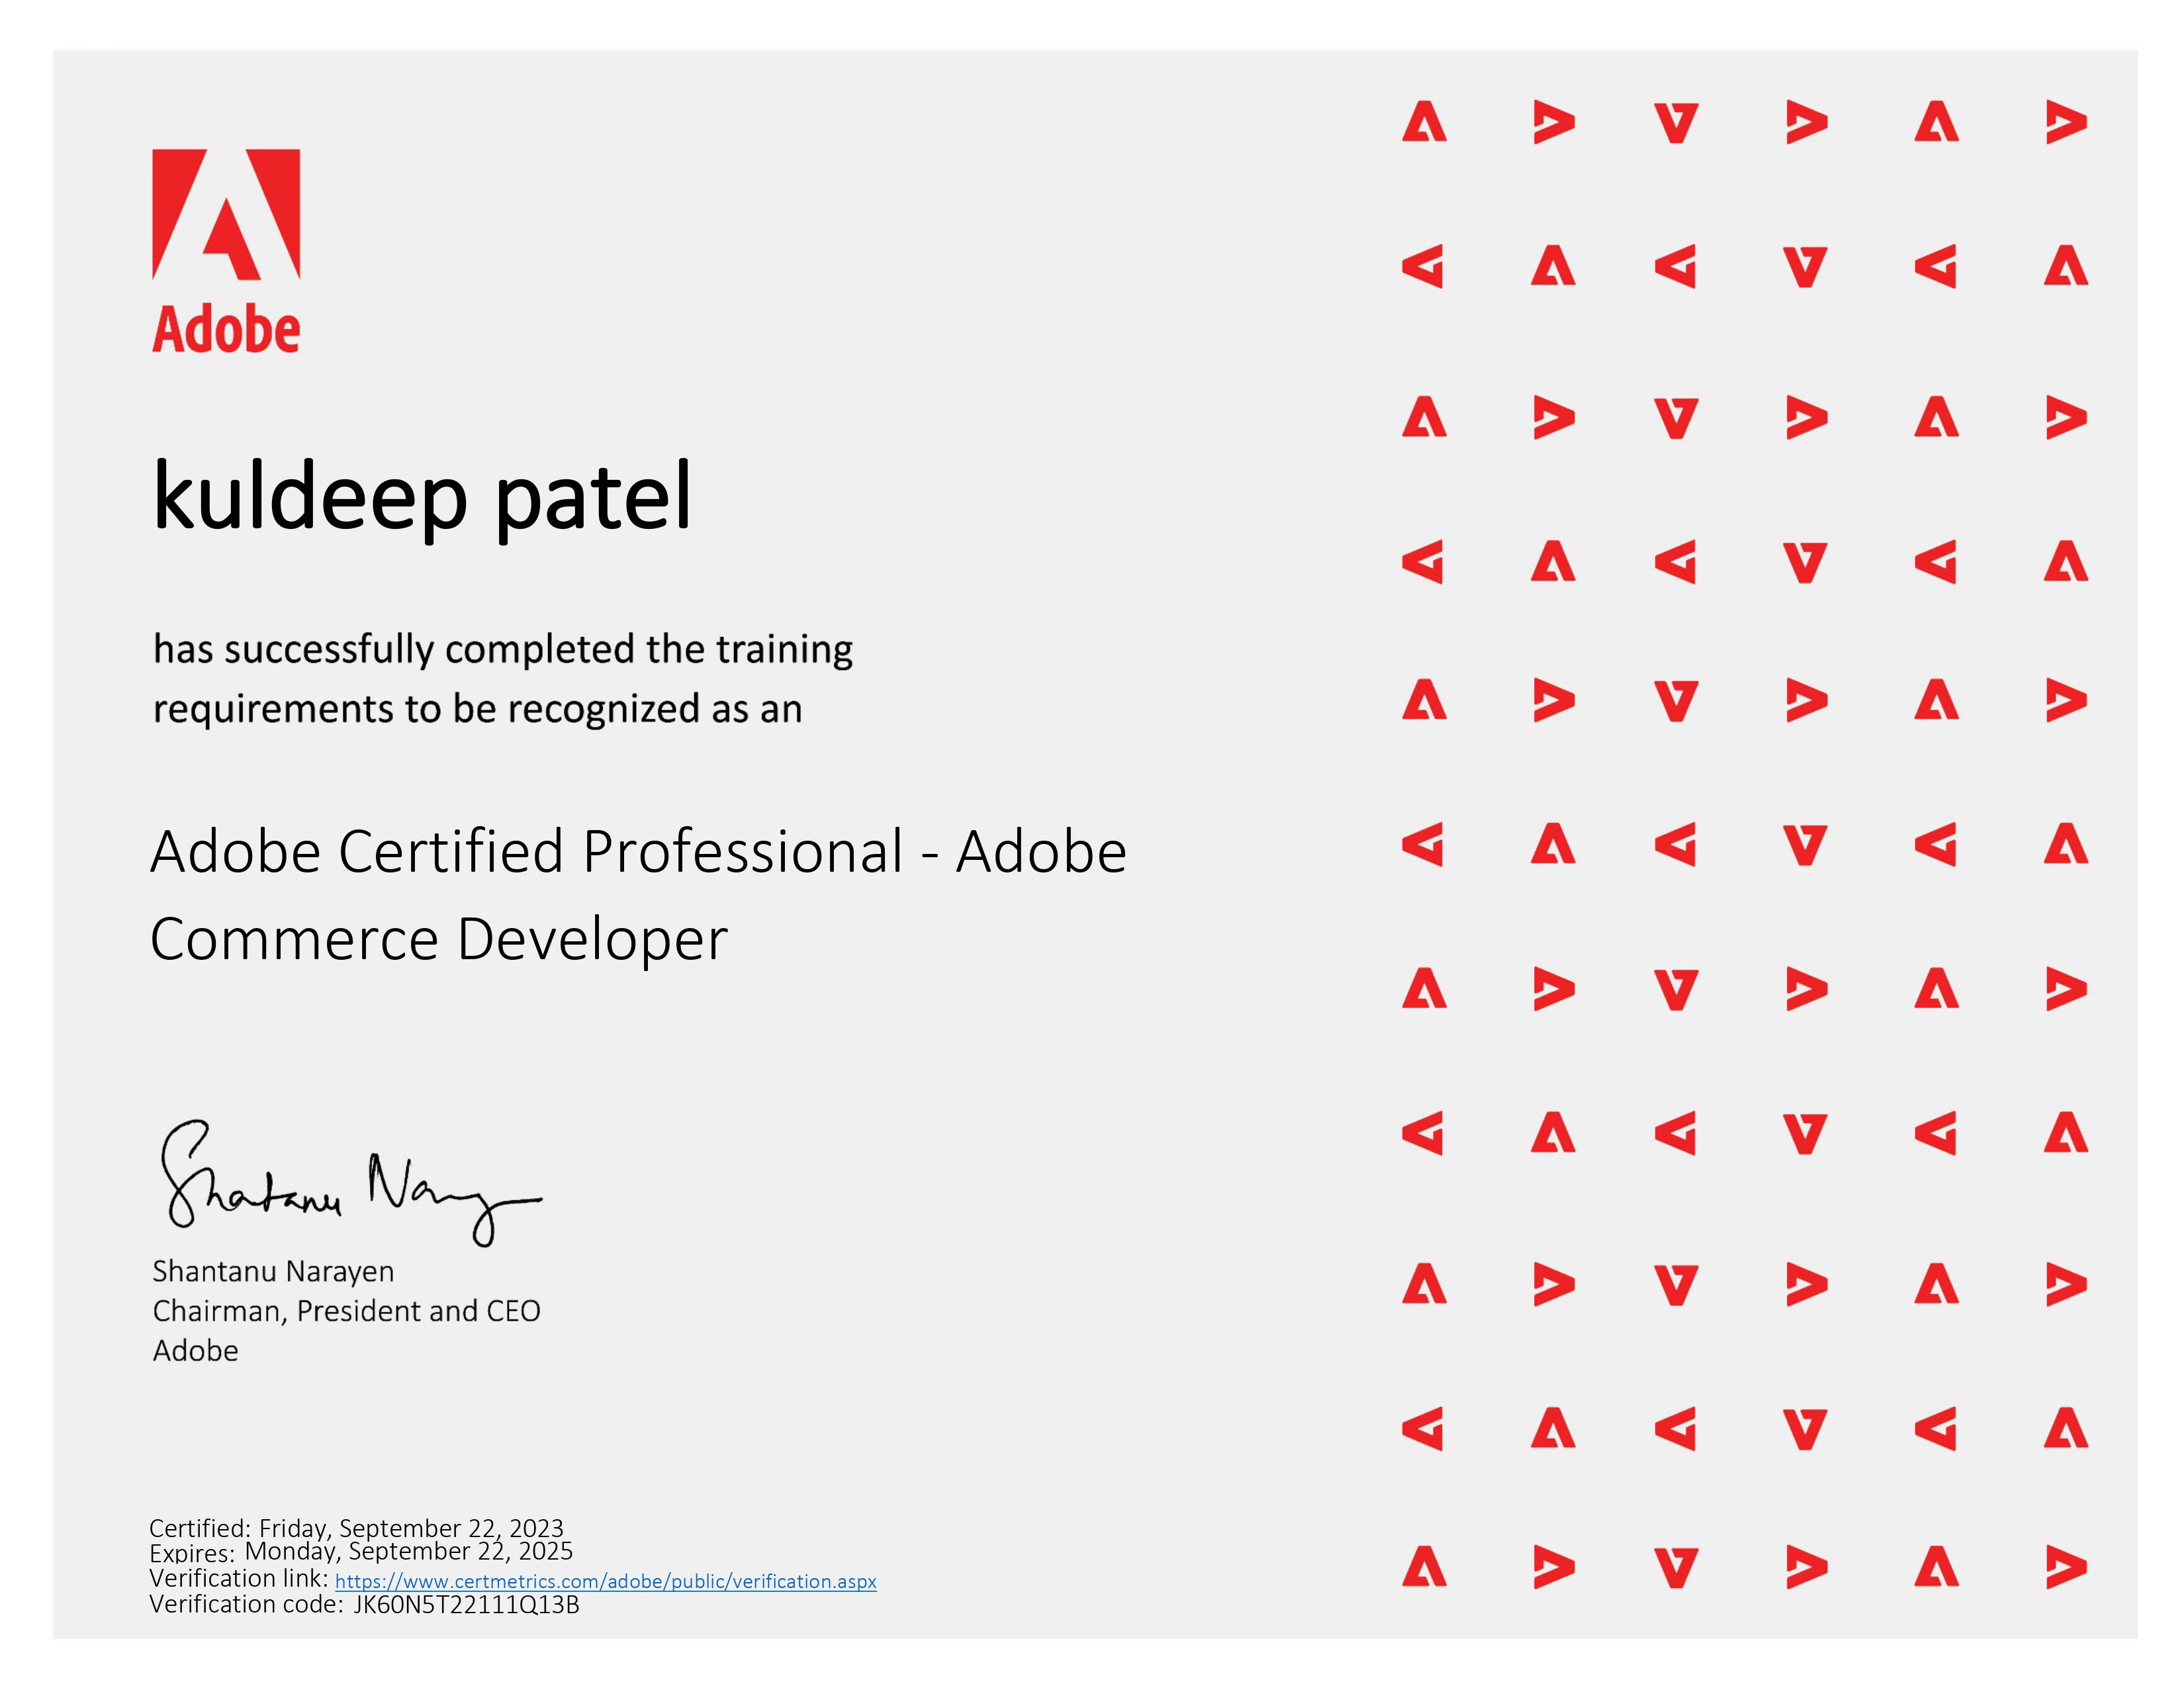 Adobe
kuldeep patel
has successfully completed the training
requirements to be recognized as an
Adobe Certified Professional - Adobe
Commerce Developer
Shantanu Narayen
Shantanu Narayen
Chairman, President and CEO
Adobe
Certified: Friday, September 22, 2023
Expires: Monday, September 22, 2025
Verification link: https://www.certmetrics.com/adobe/public/verification.aspx
Verification code: JK60N5T22111Q13B